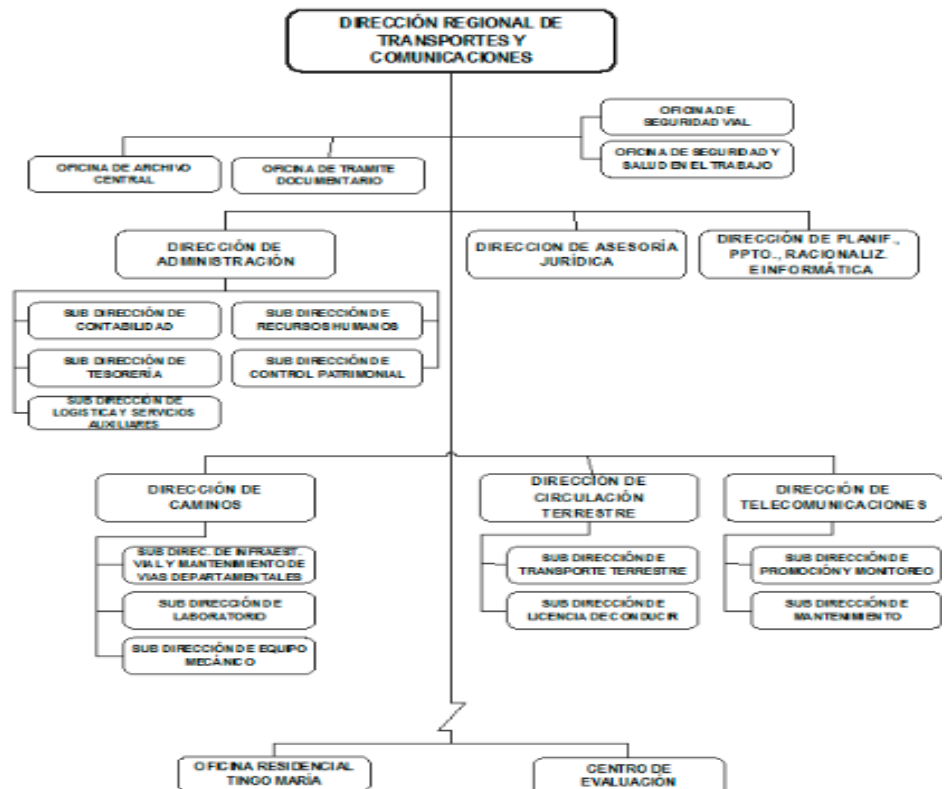 DIRECCIÓN REGIONAL DE
TRANSPORTES Y
COMUNICACIONES
OFICINA DE
SEGURIDAD VIAL
OFICINA DE SEGURIDAD Y
SALUD EN EL TRABAJO
OFICINA DE ARCHIVO
CENTRAL
OFICINA DE TRAMITE
DOCUMENTARIO
DIRECCIÓN DE
ADMINISTRACIÓN
DIRECCION DE ASESORÍA
JURÍDICA
DIRECCIÓN DE PLANIF.,
PPTO., RACIONALIZ.
E INFORMÁTICA
SUB DIRECCIÓN DE
CONTABILIDAD
SUB DIRECCIÓN DE
RECURSOS HUMANOS
SUB DIRECCIÓN DE
TESORERÍA
SUB DIRECCIÓN DE
CONTROL PATRIMONIAL
SUB DIRECCIÓN DE
LOGISTICA Y SERVICIOS
AUXILIARES
DIRECCIÓN DE
CAMINOS
DIRECCIÓN DE
CIRCULACIÓN
TERRESTRE
DIRECCIÓN DE
TELECOMUNICACIONES
SUB DIREC. DE INFRAEST.
VIAL Y MANTENIMIENTO DE
VIAS DEPARTAMENTALES
SUB DIRECCIÓN DE
TRANSPORTE TERRESTRE
SUB DIRECCIÓN DE
PROMOCIÓN Y MONITOREO
SUB DIRECCIÓN DE
LABORATORIO
SUB DIRECCIÓN DE
LICENCIA DE CONDUCIR
SUB DIRECCIÓN DE
MANTENIMIENTO
SUB DIRECCIÓN DE EQUIPO
MECÁNICO
OFICINA RESIDENCIAL
TINGO MARÍA
CENTRO DE
EVALUACIÓN